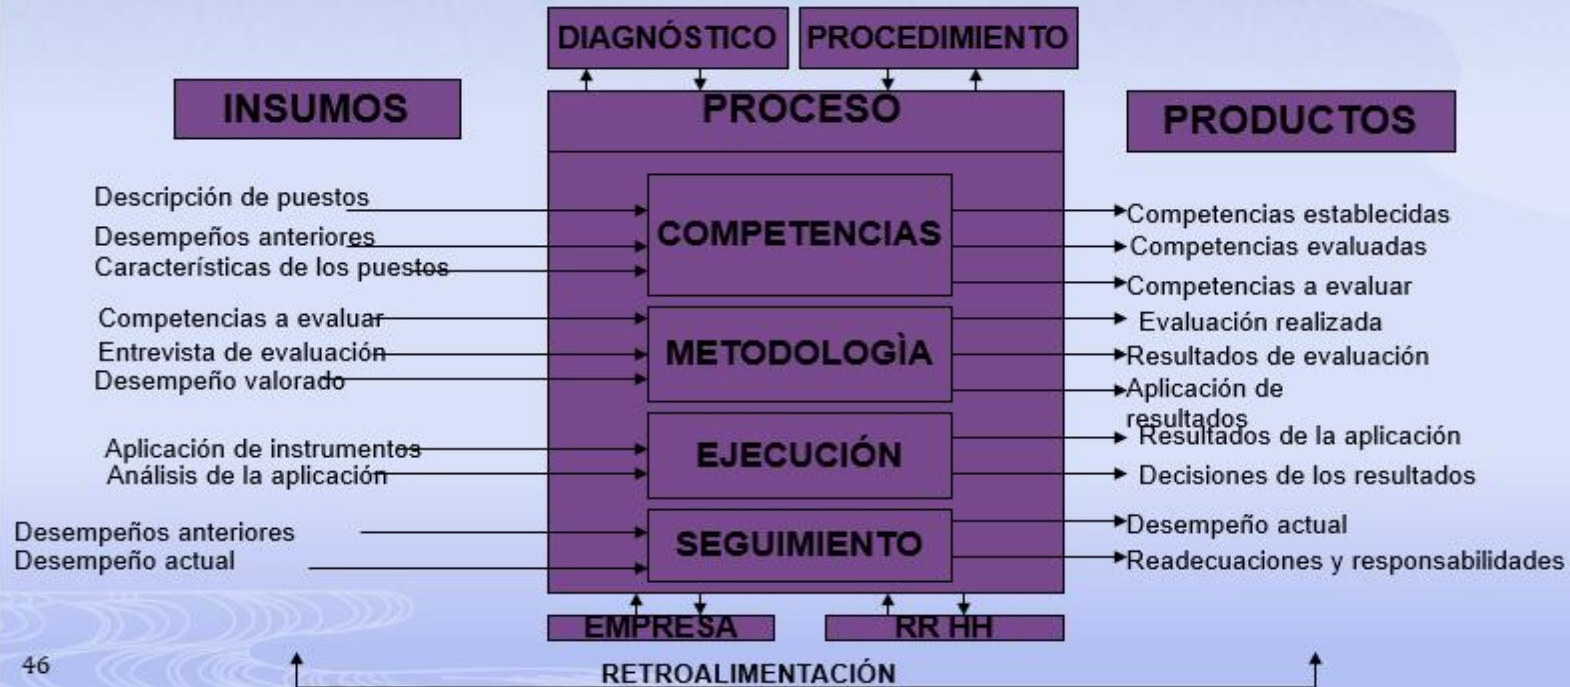 DIAGNÓSTICO
PROCEDIMIENTO
INSUMOS
PROCESO
PRODUCTOS
Descripción de puestos
Desempeños anteriores
Característícas de los puestos
COMPETENCIAS
Competencias establecidas
Competencias evaluadas
Competencias a evaluar
Competencias a evaluar
Entrevista de evaluación
Desempeño valorado
METODOLOGÌA
Evaluación realizada
Resultados de evaluación
Aplicación de
resultados
Aplicación de instrumentos
Análisis de la aplicación
EJECUCIÓN
Resultados de la aplicación
Decisiones de los resultados
Desempeños anteriores
Desempeño actual
SEGUIMIENTO
Desempeño actual
Readecuaciones y responsabilidades
EMPRESA
RR HH
46
RETROALIMENTACIÓN